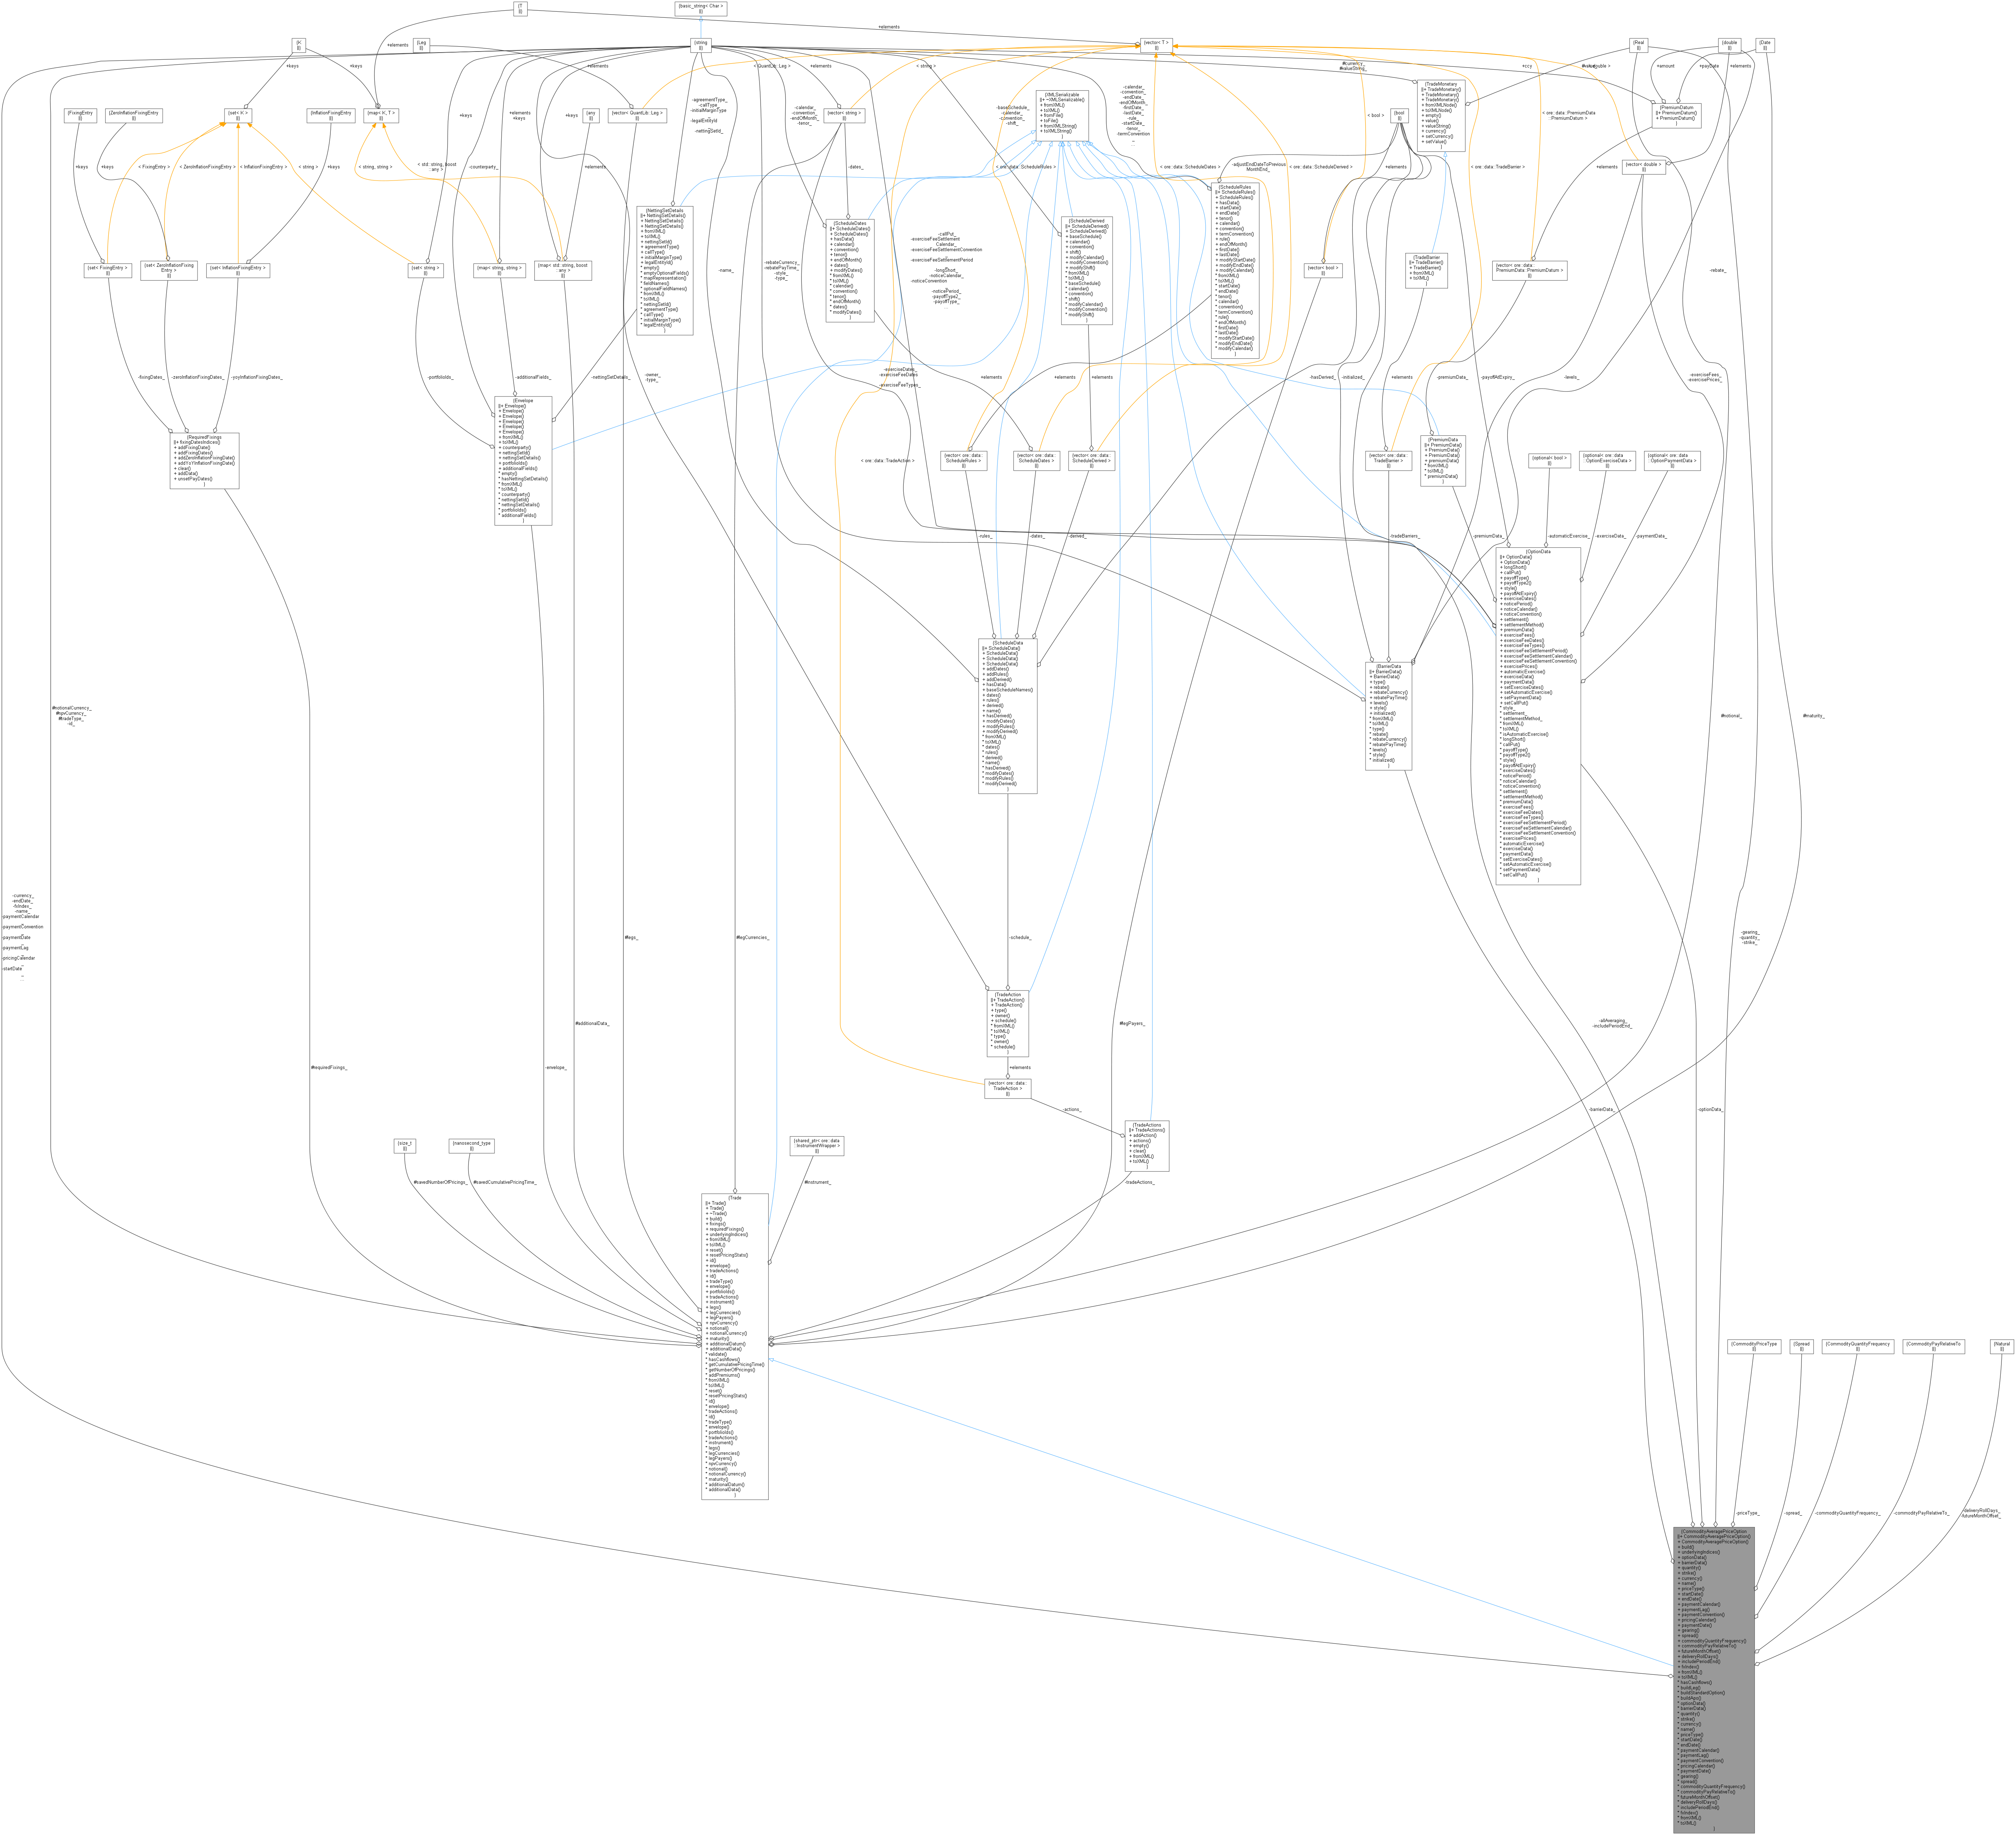 {T
||}
{basic_string< Char >
||}
+elements
+elements
{K
||}
{Leg
||}
{string
||}
{vector< T >
||}
{Real
||}
{double
||}
{Date
||}
+keys
+keys
+elements
< QuantLib::Leg >
+elements
< string >
#currency_
#valueString_
+ccy
+amount
+payDate
+elements
{FixingEntry
||}
{ZeroInflationFixingEntry
||}
{set< K >
||}
{InflationFixingEntry
||}
{map< K, T >
||}
{any
||}
{vector< QuantLib::Leg >
||}
{vector< string >
||}
{XMLSerializable
||+ ~XMLSerializable()
+ fromXML()
+ toXML()
+ fromFile()
+ toFile()
+ fromXMLString()
+ toXMLString()
}
{bool
||}
{TradeMonetary
||+ TradeMonetary()
+ TradeMonetary()
+ TradeMonetary()
+ fromXMLNode()
+ toXMLNode()
+ empty()
+ value()
+ valueString()
+ currency()
+ setCurrency()
+ setValue()
}
{PremiumDatum
||+ PremiumDatum()
+ PremiumDatum()
}
+keys
+keys
< FixingEntry >
< ZeroInflationFixingEntry >
< InflationFixingEntry >
< string >
+keys
< string, string >
< std::string, boost
::any >
+keys
+elements
+keys
-counterparty_
+keys
+elements
-agreementType_
-callType_
-initialMarginType
_
-legalEntityId
_
-nettingSetId_
-calendar_
-convention_
-endOfMonth_
-tenor_
-dates_
-baseSchedule_
-calendar_
-convention_
-shift_
< ore::data::ScheduleRules >
-calendar_
-convention_
-endDate_
-endOfMonth_
-firstDate_
-lastDate_
-rule_
-startDate_
-tenor_
-termConvention
_
< ore::data::ScheduleDates >
-adjustEndDateToPrevious
MonthEnd_
< ore::data::ScheduleDerived >
< bool >
+elements
< ore::data::TradeBarrier >
< ore::data::PremiumData
::PremiumDatum >
+elements
{vector< double >
||}
{set< FixingEntry >
||}
{set< ZeroInflationFixing
Entry >
||}
{set< InflationFixingEntry >
||}
{set< string >
||}
{map< string, string >
||}
{map< std::string, boost
::any >
||}
{NettingSetDetails
||+ NettingSetDetails()
+ NettingSetDetails()
+ NettingSetDetails()
+ fromXML()
+ toXML()
+ nettingSetId()
+ agreementType()
+ callType()
+ initialMarginType()
+ legalEntityId()
* empty()
* emptyOptionalFields()
* mapRepresentation()
* fieldNames()
* optionalFieldNames()
* fromXML()
* toXML()
* nettingSetId()
* agreementType()
* callType()
* initialMarginType()
* legalEntityId()
}
{ScheduleDates
||+ ScheduleDates()
+ ScheduleDates()
+ hasData()
+ calendar()
+ convention()
+ tenor()
+ endOfMonth()
+ dates()
+ modifyDates()
* fromXML()
* toXML()
* calendar()
* convention()
* tenor()
* endOfMonth()
* dates()
* modifyDates()
}
{ScheduleDerived
||+ ScheduleDerived()
+ ScheduleDerived()
+ baseSchedule()
+ calendar()
+ convention()
+ shift()
+ modifyCalendar()
+ modifyConvention()
+ modifyShift()
* fromXML()
* toXML()
* baseSchedule()
* calendar()
* convention()
* shift()
* modifyCalendar()
* modifyConvention()
* modifyShift()
}
{ScheduleRules
||+ ScheduleRules()
+ ScheduleRules()
+ hasData()
+ startDate()
+ endDate()
+ tenor()
+ calendar()
+ convention()
+ termConvention()
+ rule()
+ endOfMonth()
+ firstDate()
+ lastDate()
+ modifyStartDate()
+ modifyEndDate()
+ modifyCalendar()
* fromXML()
* toXML()
* startDate()
* endDate()
* tenor()
* calendar()
* convention()
* termConvention()
* rule()
* endOfMonth()
* firstDate()
* lastDate()
* modifyStartDate()
* modifyEndDate()
* modifyCalendar()
}
{vector< bool >
||}
{TradeBarrier
||+ TradeBarrier()
+ TradeBarrier()
+ fromXML()
+ toXML()
}
{vector< ore::data::
PremiumData::PremiumDatum >
||}
-callPut_
-exerciseFeeSettlement
Calendar_
-exerciseFeeSettlementConvention
_
-exerciseFeeSettlementPeriod
_
-longShort_
-noticeCalendar_
-noticeConvention
_
-noticePeriod_
-payoffType2_
-payoffType_
-name_
-rebateCurrency_
-rebatePayTime_
-style_
-type_
-rebate_
-fixingDates_
-zeroInflationFixingDates_
-yoyInflationFixingDates_
-portfolioIds_
-additionalFields_
-nettingSetDetails_
-owner_
-type_
-exerciseDates_
-exerciseFeeDates
_
-exerciseFeeTypes_
+elements
+elements
+elements
-hasDerived_
-initialized_
+elements
-premiumData_
-payoffAtExpiry_
-levels_
-exerciseFees_
-exercisePrices_
{RequiredFixings
||+ fixingDatesIndices()
+ addFixingDate()
+ addFixingDates()
+ addZeroInflationFixingDate()
+ addYoYInflationFixingDate()
+ clear()
+ addData()
+ unsetPayDates()
}
{Envelope
||+ Envelope()
+ Envelope()
+ Envelope()
+ Envelope()
+ Envelope()
+ Envelope()
+ fromXML()
+ toXML()
+ counterparty()
+ nettingSetId()
+ nettingSetDetails()
+ portfolioIds()
+ additionalFields()
* empty()
* hasNettingSetDetails()
* fromXML()
* toXML()
* counterparty()
* nettingSetId()
* nettingSetDetails()
* portfolioIds()
* additionalFields()
}
< ore::data::TradeAction >
{vector< ore::data::
ScheduleRules >
||}
{vector< ore::data::
ScheduleDates >
||}
{vector< ore::data::
ScheduleDerived >
||}
{vector< ore::data::
TradeBarrier >
||}
{PremiumData
||+ PremiumData()
+ PremiumData()
+ PremiumData()
+ premiumData()
* fromXML()
* toXML()
* premiumData()
}
{optional< bool >
||}
{optional< ore::data
::OptionExerciseData >
||}
{optional< ore::data
::OptionPaymentData >
||}
-rules_
-dates_
-derived_
-tradeBarriers_
-premiumData_
-automaticExercise_
-exerciseData_
-paymentData_
{OptionData
||+ OptionData()
+ OptionData()
+ longShort()
+ callPut()
+ payoffType()
+ payoffType2()
+ style()
+ payoffAtExpiry()
+ exerciseDates()
+ noticePeriod()
+ noticeCalendar()
+ noticeConvention()
+ settlement()
+ settlementMethod()
+ premiumData()
+ exerciseFees()
+ exerciseFeeDates()
+ exerciseFeeTypes()
+ exerciseFeeSettlementPeriod()
+ exerciseFeeSettlementCalendar()
+ exerciseFeeSettlementConvention()
+ exercisePrices()
+ automaticExercise()
+ exerciseData()
+ paymentData()
+ setExerciseDates()
+ setAutomaticExercise()
+ setPaymentData()
+ setCallPut()
* style_
* settlement_
* settlementMethod_
* fromXML()
* toXML()
* isAutomaticExercise()
* longShort()
* callPut()
* payoffType()
* payoffType2()
* style()
* payoffAtExpiry()
* exerciseDates()
* noticePeriod()
* noticeCalendar()
* noticeConvention()
* settlement()
* settlementMethod()
* premiumData()
* exerciseFees()
* exerciseFeeDates()
* exerciseFeeTypes()
* exerciseFeeSettlementPeriod()
* exerciseFeeSettlementCalendar()
* exerciseFeeSettlementConvention()
* exercisePrices()
* automaticExercise()
* exerciseData()
* paymentData()
* setExerciseDates()
* setAutomaticExercise()
* setPaymentData()
* setCallPut()
}
{ScheduleData
||+ ScheduleData()
+ ScheduleData()
+ ScheduleData()
+ ScheduleData()
+ addDates()
+ addRules()
+ addDerived()
+ hasData()
+ baseScheduleNames()
+ dates()
+ rules()
+ derived()
+ name()
+ hasDerived()
+ modifyDates()
+ modifyRules()
+ modifyDerived()
* fromXML()
* toXML()
* dates()
* rules()
* derived()
* name()
* hasDerived()
* modifyDates()
* modifyRules()
* modifyDerived()
}
{BarrierData
||+ BarrierData()
+ BarrierData()
+ type()
+ rebate()
+ rebateCurrency()
+ rebatePayTime()
+ levels()
+ style()
+ initialized()
* fromXML()
* toXML()
* type()
* rebate()
* rebateCurrency()
* rebatePayTime()
* levels()
* style()
* initialized()
}
#notionalCurrency_
#npvCurrency_
#tradeType_
-id_
#notional_
#maturity_
-currency_
-endDate_
-fxIndex_
-name_
-paymentCalendar
_
-paymentConvention
_
-paymentDate
_
-paymentLag
_
-pricingCalendar
_
-startDate
_
#legs_
#legCurrencies_
-schedule_
-gearing_
-quantity_
-strike_
{TradeAction
||+ TradeAction()
+ TradeAction()
+ type()
+ owner()
+ schedule()
* fromXML()
* toXML()
* type()
* owner()
* schedule()
}
#additionalData_
#legPayers_
-allAveraging_
-includePeriodEnd_
#requiredFixings_
-envelope_
+elements
{vector< ore::data::
TradeAction >
||}
-actions_
-barrierData_
-optionData_
{size_t
||}
{nanosecond_type
||}
{shared_ptr< ore::data
::InstrumentWrapper >
||}
{TradeActions
||+ TradeActions()
+ addAction()
+ actions()
+ empty()
+ clear()
+ fromXML()
+ toXML()
}
#savedNumberOfPricings_
#savedCumulativePricingTime_
#instrument_
-tradeActions_
{Trade
||+ Trade()
+ Trade()
+ ~Trade()
+ build()
+ fixings()
+ requiredFixings()
+ underlyingIndices()
+ fromXML()
+ toXML()
+ reset()
+ resetPricingStats()
+ id()
+ envelope()
+ tradeActions()
+ id()
+ tradeType()
+ envelope()
+ portfolioIds()
+ tradeActions()
+ instrument()
+ legs()
+ legCurrencies()
+ legPayers()
+ npvCurrency()
+ notional()
+ notionalCurrency()
+ maturity()
+ additionalDatum()
+ additionalData()
* validate()
* hasCashflows()
* getCumulativePricingTime()
* getNumberOfPricings()
* addPremiums()
* fromXML()
* toXML()
* reset()
* resetPricingStats()
* id()
* envelope()
* tradeActions()
* id()
* tradeType()
* envelope()
* portfolioIds()
* tradeActions()
* instrument()
* legs()
* legCurrencies()
* legPayers()
* npvCurrency()
* notional()
* notionalCurrency()
* maturity()
* additionalDatum()
* additionalData()
}
{CommodityPriceType
||}
{Spread
||}
{CommodityQuantityFrequency
||}
{CommodityPayRelativeTo
||}
{Natural
||}
-priceType_
-spread_
-commodityQuantityFrequency_
-commodityPayRelativeTo_
-deliveryRollDays_
-futureMonthOffset_
{CommodityAveragePriceOption
||+ CommodityAveragePriceOption()
+ CommodityAveragePriceOption()
+ build()
+ underlyingIndices()
+ optionData()
+ barrierData()
+ quantity()
+ strike()
+ currency()
+ name()
+ priceType()
+ startDate()
+ endDate()
+ paymentCalendar()
+ paymentLag()
+ paymentConvention()
+ pricingCalendar()
+ paymentDate()
+ gearing()
+ spread()
+ commodityQuantityFrequency()
+ commodityPayRelativeTo()
+ futureMonthOffset()
+ deliveryRollDays()
+ includePeriodEnd()
+ fxIndex()
+ fromXML()
+ toXML()
* hasCashflows()
* buildLeg()
* buildStandardOption()
* buildApo()
* optionData()
* barrierData()
* quantity()
* strike()
* currency()
* name()
* priceType()
* startDate()
* endDate()
* paymentCalendar()
* paymentLag()
* paymentConvention()
* pricingCalendar()
* paymentDate()
* gearing()
* spread()
* commodityQuantityFrequency()
* commodityPayRelativeTo()
* futureMonthOffset()
* deliveryRollDays()
* includePeriodEnd()
* fxIndex()
* fromXML()
* toXML()
}